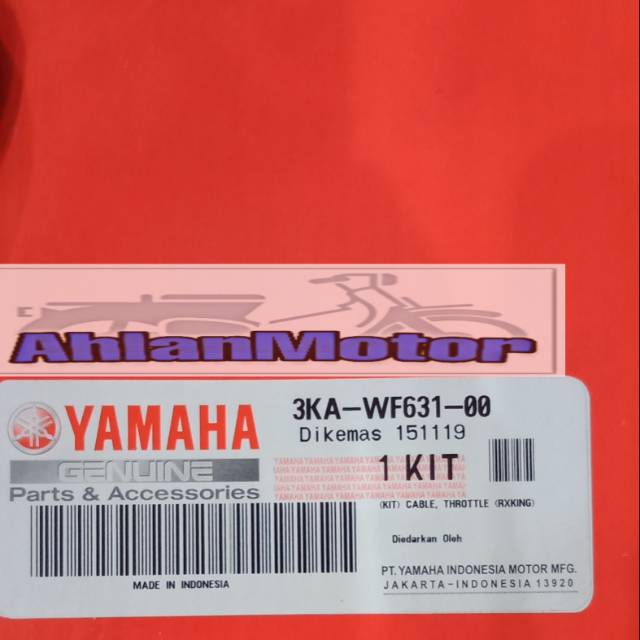 AhlanMotor
YAMAHA
GENUINE
Parts & Accessories
MADE IN INDONESIA
3KA-WF631-00
Dikemas 151119
1 KIT
(KIT) CABLE, THROTTLE (RXKING)
Diedarkan Oleh
PT. YAMAHA INDONESIA MOTOR MFG.
JAKARTA-INDONESIA 13920